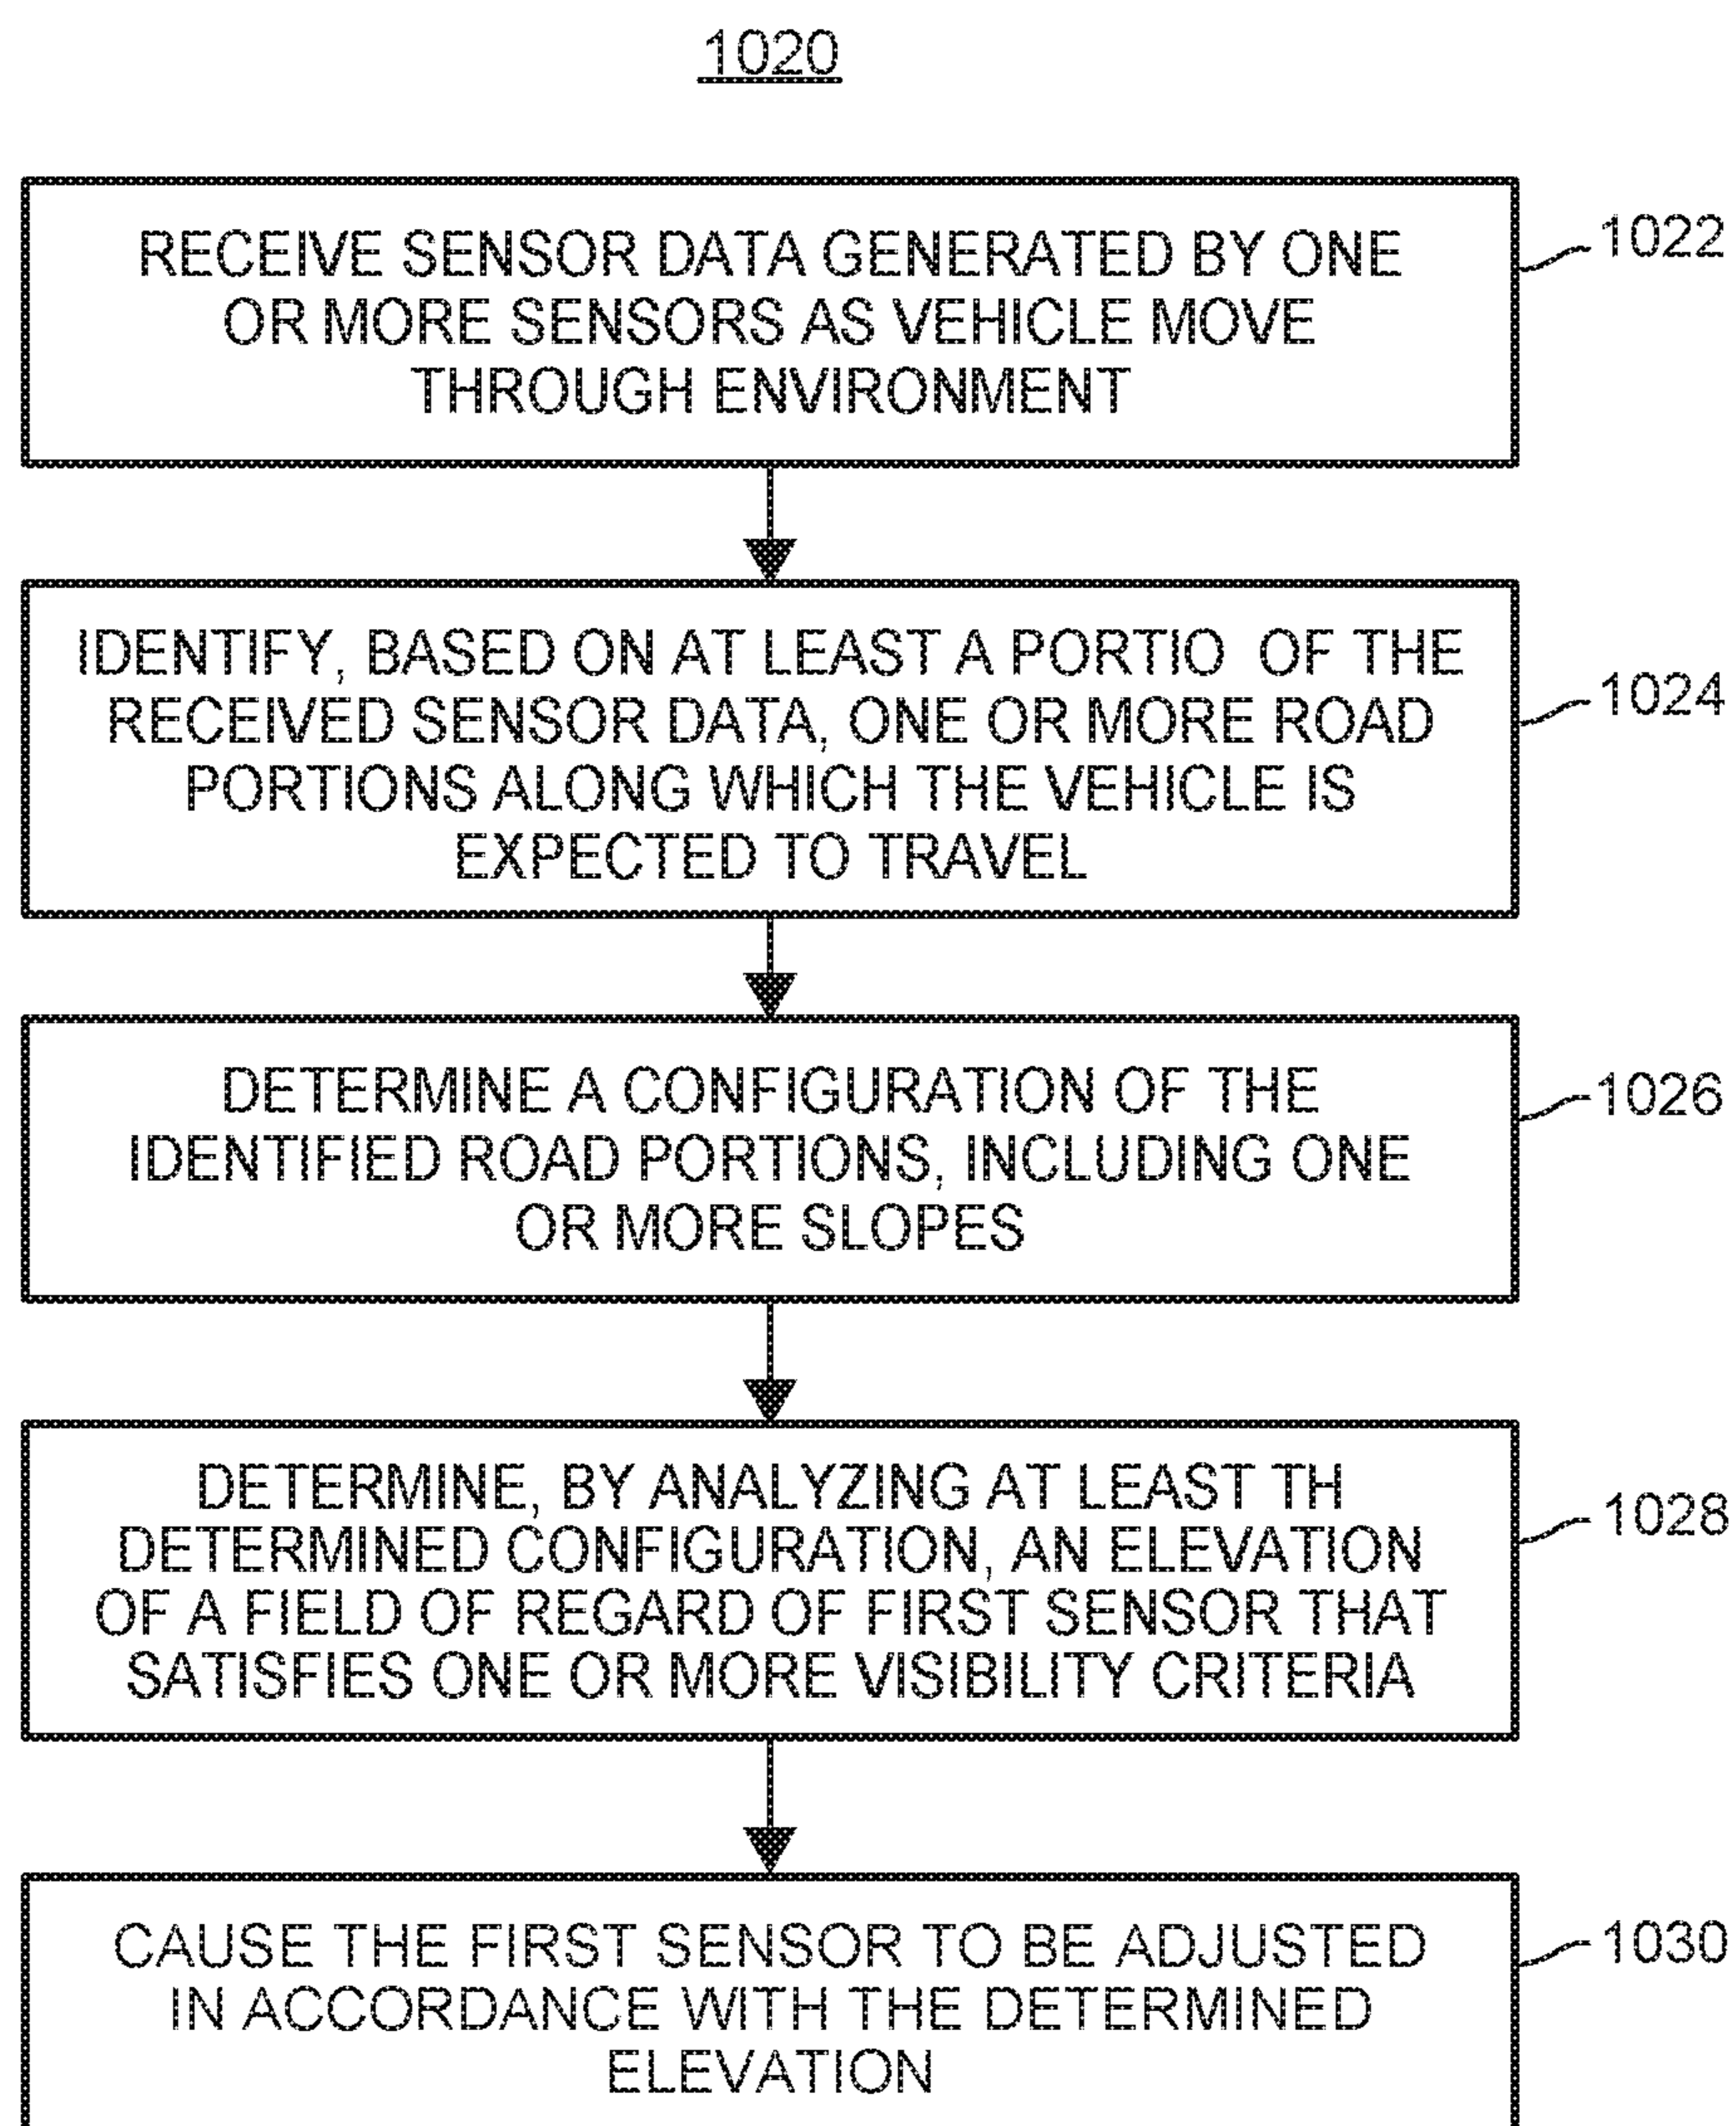 1020
RECEIVE SENSOR DATA GENERATED BY ONE
OR MORE SENSORS AS VEHICLE MOVE
THROUGH ENVIRONMENT
1022
IDENTIFY, BASED ON AT LEAST A PORTIO OF THE
RECEIVED SENSOR DATA, ONE OR MORE ROAD
PORTIONS ALONG WHICH THE VEHICLE IS
EXPECTED TO TRAVEL
1024
DETERMINE A CONFIGURATION OF THE
IDENTIFIED ROAD PORTIONS, INCLUDING ONE
OR MORE SLOPES
1026
DETERMINE, BY ANALYZING AT LEAST TH
DETERMINED CONFIGURATION, AN ELEVATION
OF A FIELD OF REGARD OF FIRST SENSOR THAT
SATISFIES ONE OR MORE VISIBILITY CRITERIA
1028
CAUSE THE FIRST SENSOR TO BE ADJUSTED
IN ACCORDANCE WITH THE DETERMINED
ELEVATION
1030